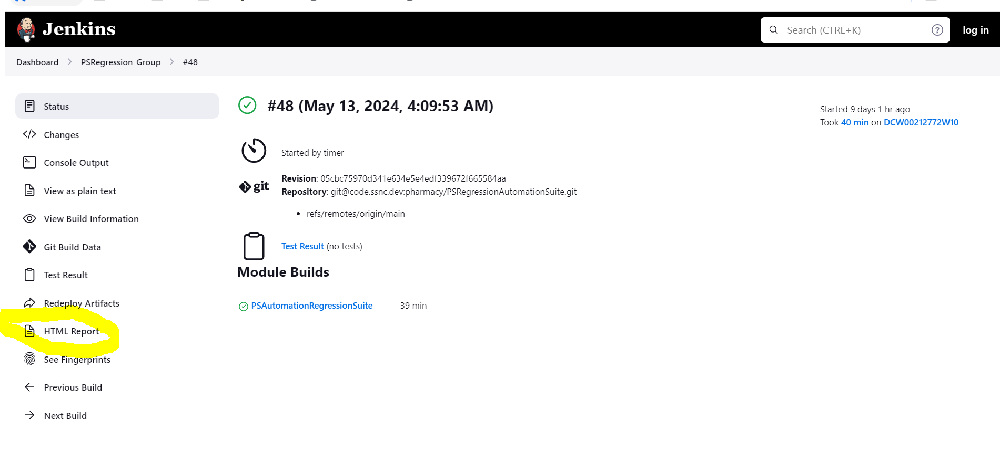 Jenkins
Search (CTRL+K)
log in
Dashboard
PSRegression_Group
#48
Status
Changes
Console Output
View as plain text
View Build Information
Git Build Data
Test Result
Redeploy Artifacts
HTML Report
See Fingerprints
Previous Build
Next Build
#48 (May 13, 2024, 4:09:53 AM)
Started 9 days 1 hr ago
Took 40 min on DCW00212772W10
Started by timer
git
Revision: 05cbc75970d341e634e5e4edf339672f665584aa
Repository: git@code.ssnc.dev:pharmacy/PSRegressionAutomationSuite.git
refs/remotes/origin/main
Test Result (no tests)
Module Builds
PSAutomationRegressionSuite 39 min